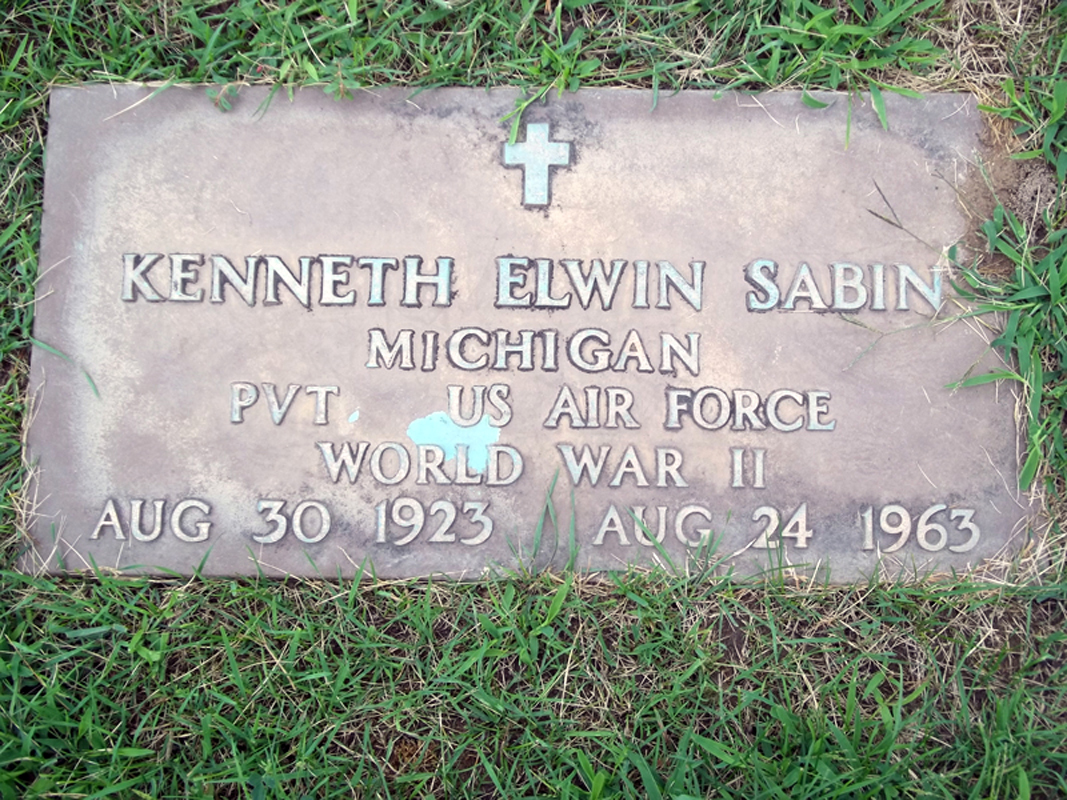 KENNETH ELWIN SABIN
MICHIGAN
PVT US AIR FORCE
WORLD WAR II
AUG 30 1923 AUG 24 1963